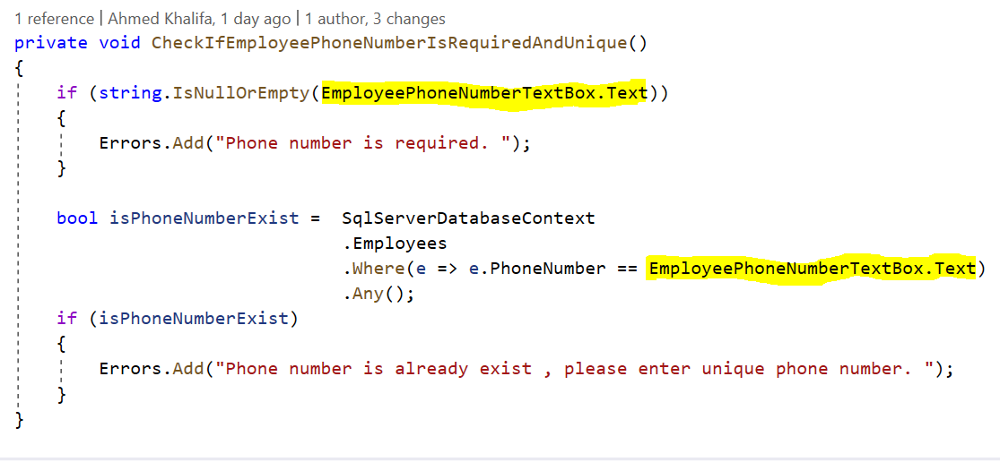 1 reference | Ahmed Khalifa, 1 day ago | 1 author, 3 changes
private void CheckIfEmployeePhoneNumberIsRequiredAndUnique()
{
if (string.IsNullOrEmpty(EmployeePhoneNumberTextBox.Text))
{
Errors.Add("Phone number is required. ");
}
bool isPhoneNumberExist = SqlServerDatabaseContext
.Employees
.Where(e => e.PhoneNumber == EmployeePhoneNumberTextBox.Text)
.Any();
if (isPhoneNumberExist)
{
Errors.Add("Phone number is already exist , please enter unique phone number. ");
}
}